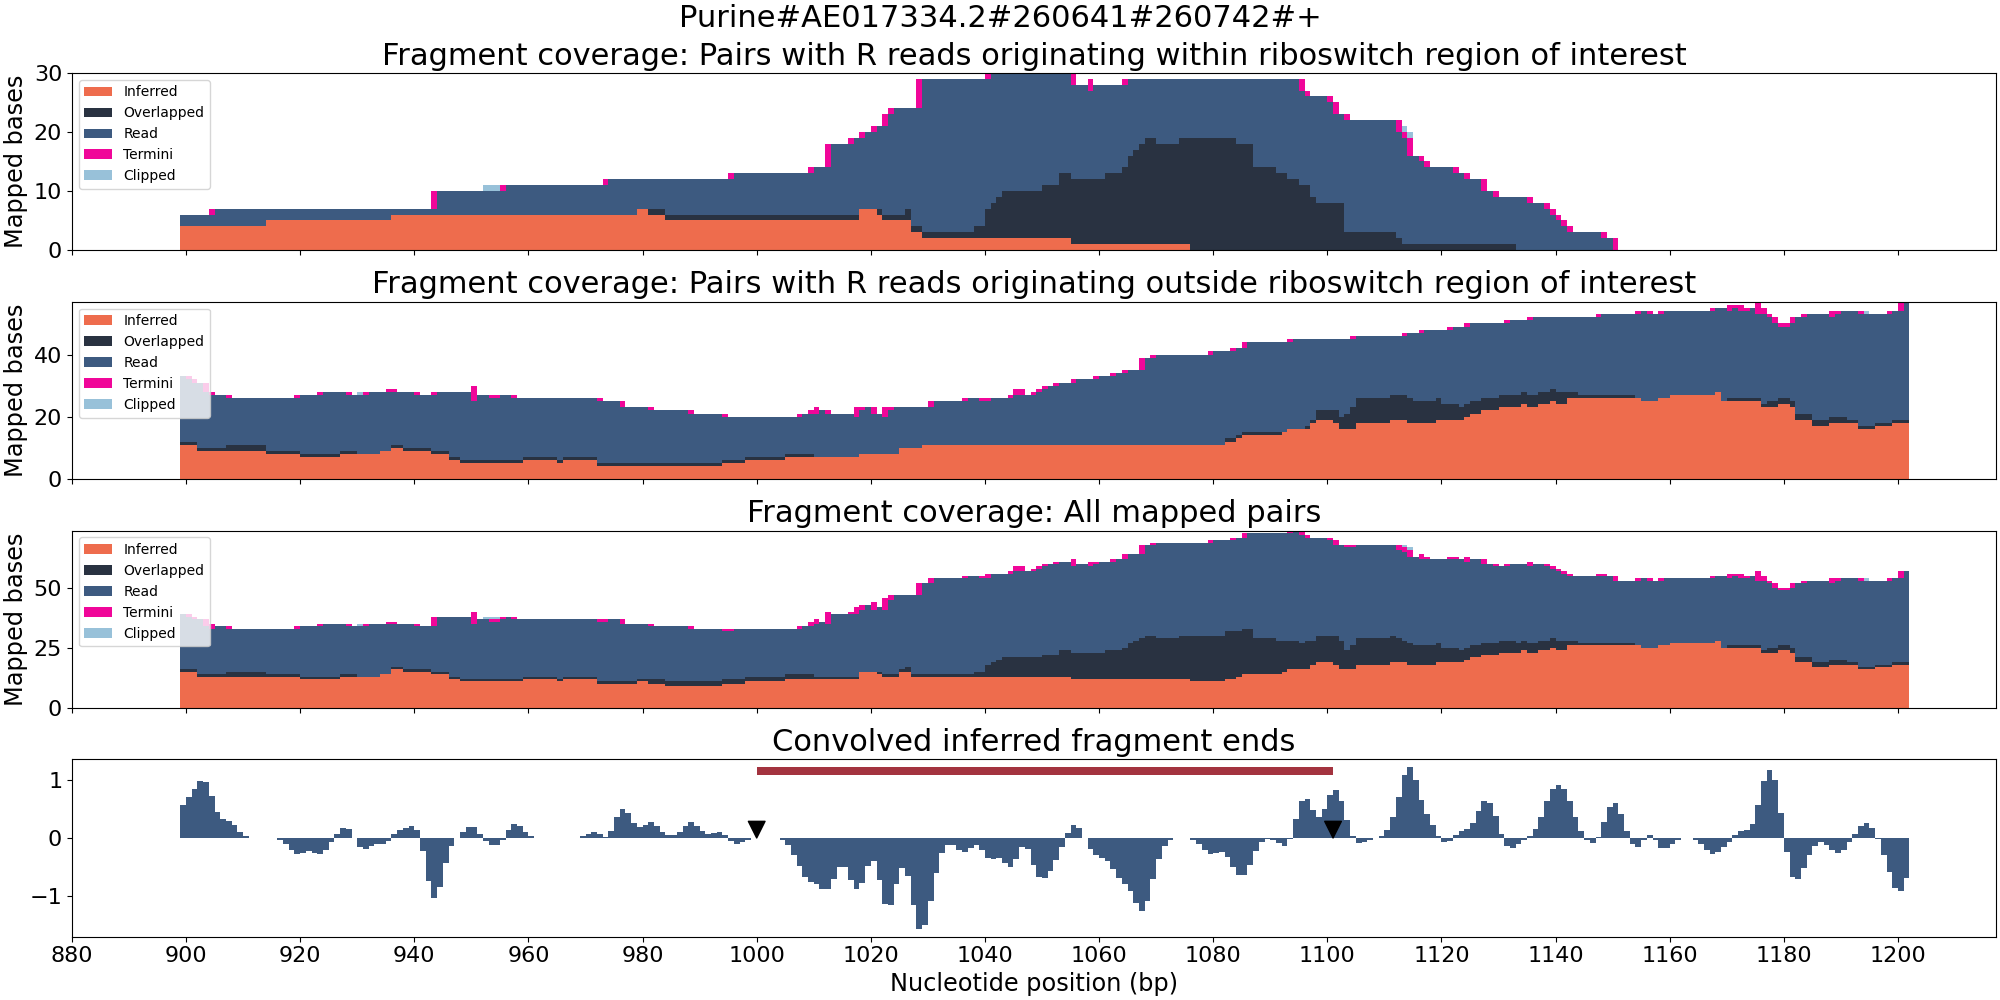 Purine#AE017334.2#260641#260742#+
Fragment coverage: Pairs with R reads originating within riboswitch region of interest
Mapped bases
30
20
10
0
Inferred
Overlapped
Read
Termini
Clipped
Fragment coverage: Pairs with R reads originating outside riboswitch region of interest
Mapped bases
40
20
0
Inferred
Overlapped
Read
Termini
Clipped
Fragment coverage: All mapped pairs
Mapped bases
50
25
0
Inferred
Overlapped
Read
Termini
Clipped
Convolved inferred fragment ends
1
0
−1
880 900 920 940 960 980 1000 1020 1040 1060 1080 1100 1120 1140 1160 1180 1200
Nucleotide position (bp)